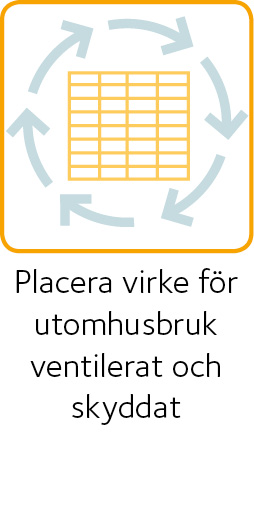 Placera virke för
utomhusbruk
ventilerat och
skyddat